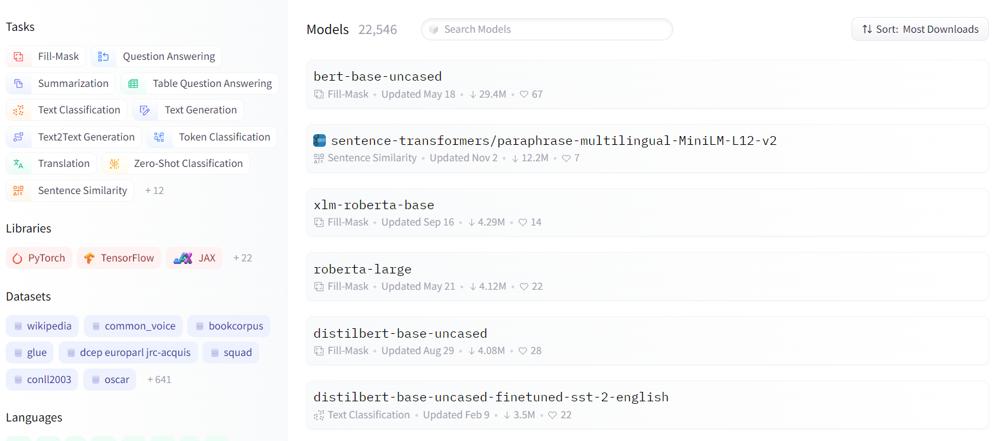 Tasks
Fill-Mask Question Answering
Summarization Table Question Answering
Text Classification Text Generation
Text2Text Generation Token Classification
Translation Zero-Shot Classification
Sentence Similarity + 12
Libraries
PyTorch TensorFlow JAX + 22
Datasets
wikipedia common_voice bookcorpus
glue dcep europarl jrc-acquis squad
conll2003 oscar + 641
Languages
Models 22,546 Search Models Sort: Most Downloads
bert-base-uncased
Fill-Mask • Updated May 18 • ↓ 29.4M • ♡ 67
sentence-transformers/paraphrase-multilingual-MiniLM-L12-v2
Sentence Similarity • Updated Nov 2 • ↓ 12.2M • ♡ 7
xlm-roberta-base
Fill-Mask • Updated Sep 16 • ↓ 4.29M • ♡ 14
roberta-large
Fill-Mask • Updated May 21 • ↓ 4.12M • ♡ 22
distilbert-base-uncased
Fill-Mask • Updated Aug 29 • ↓ 4.08M • ♡ 28
distilbert-base-uncased-finetuned-sst-2-english
Text Classification • Updated Feb 9 • ↓ 3.5M • ♡ 22